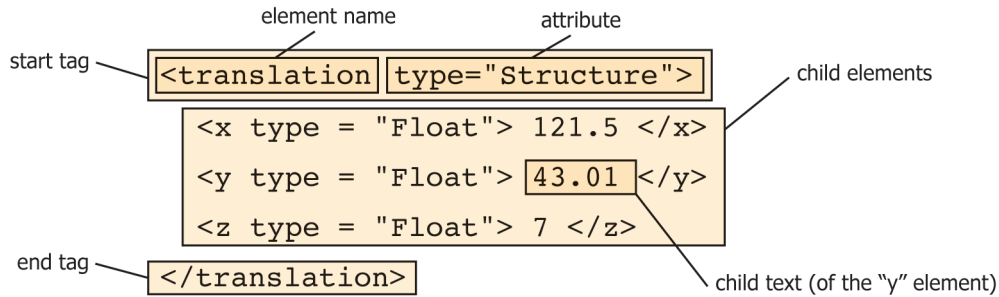 element name
attribute
start tag
<translation type="Structure">
child elements
<x type = "Float"> 121.5 </x>
<y type = "Float"> 43.01 </y>
<z type = "Float"> 7 </z>
end tag
</translation>
child text (of the “y” element)